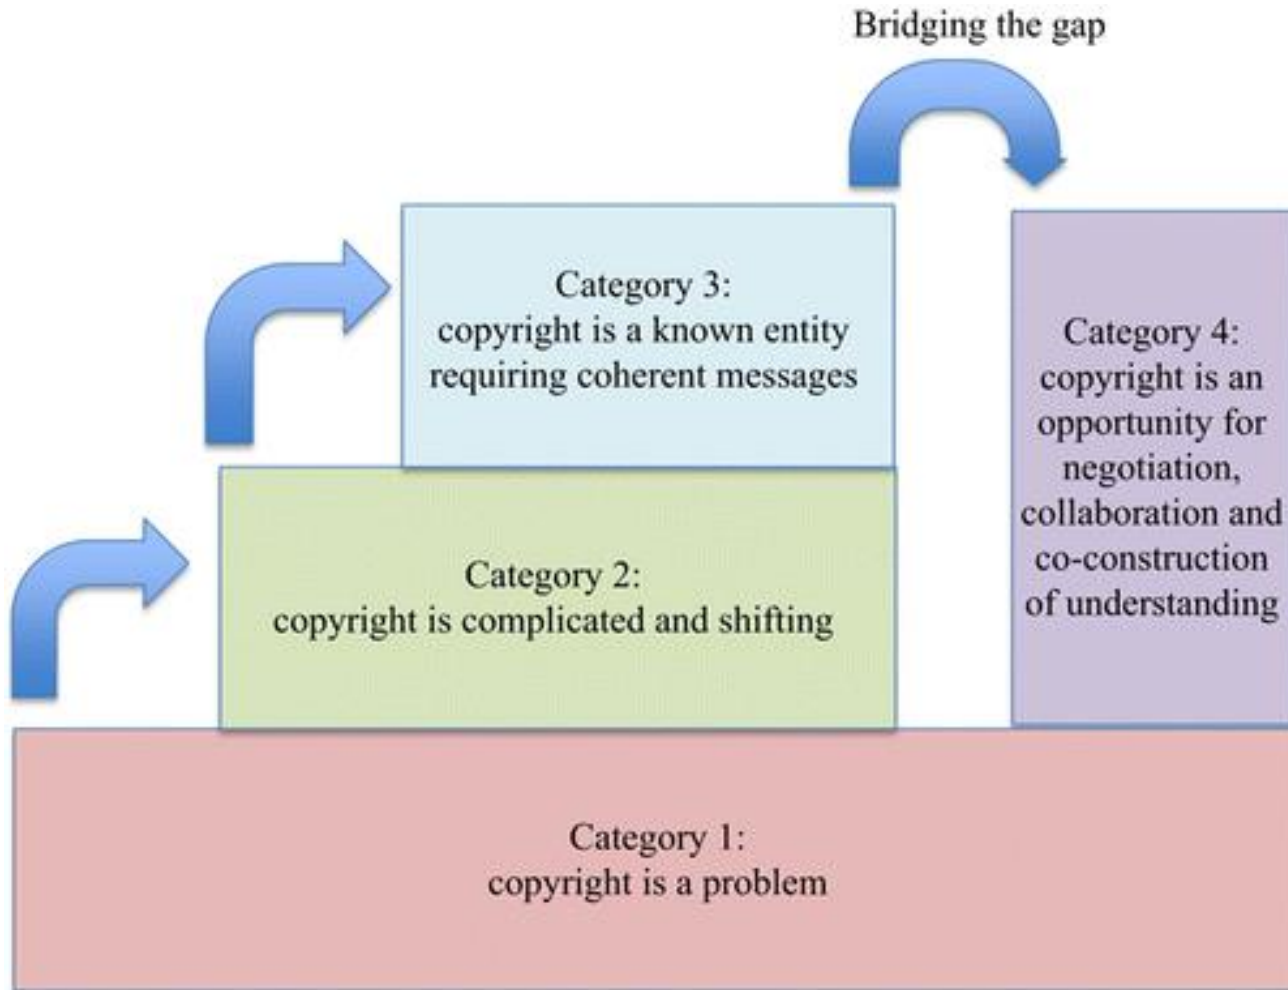 Bridging the gap
Category 3:
copyright is a known entity
requiring coherent messages
Category 4:
copyright is an
opportunity for
negotiation,
collaboration and
co-construction
of understanding
Category 2:
copyright is complicated and shifting
Category 1:
copyright is a problem